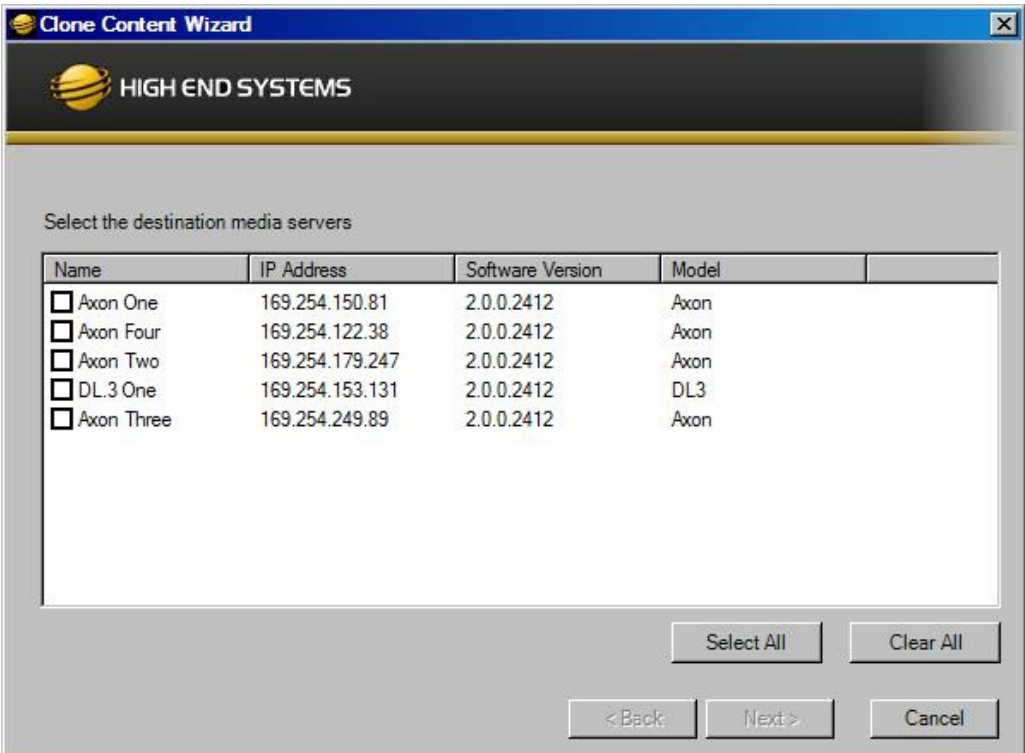 Clone Content Wizard
HIGH END SYSTEMS
Select the destination media servers
Name IP Address Software Version Model
Axon One 169.254.150.81 2.0.0.2412 Axon
Axon Four 169.254.122.38 2.0.0.2412 Axon
Axon Two 169.254.179.247 2.0.0.2412 Axon
DL.3 One 169.254.153.131 2.0.0.2412 DL3
Axon Three 169.254.249.89 2.0.0.2412 Axon
Select All Clear All
< Back Next > Cancel